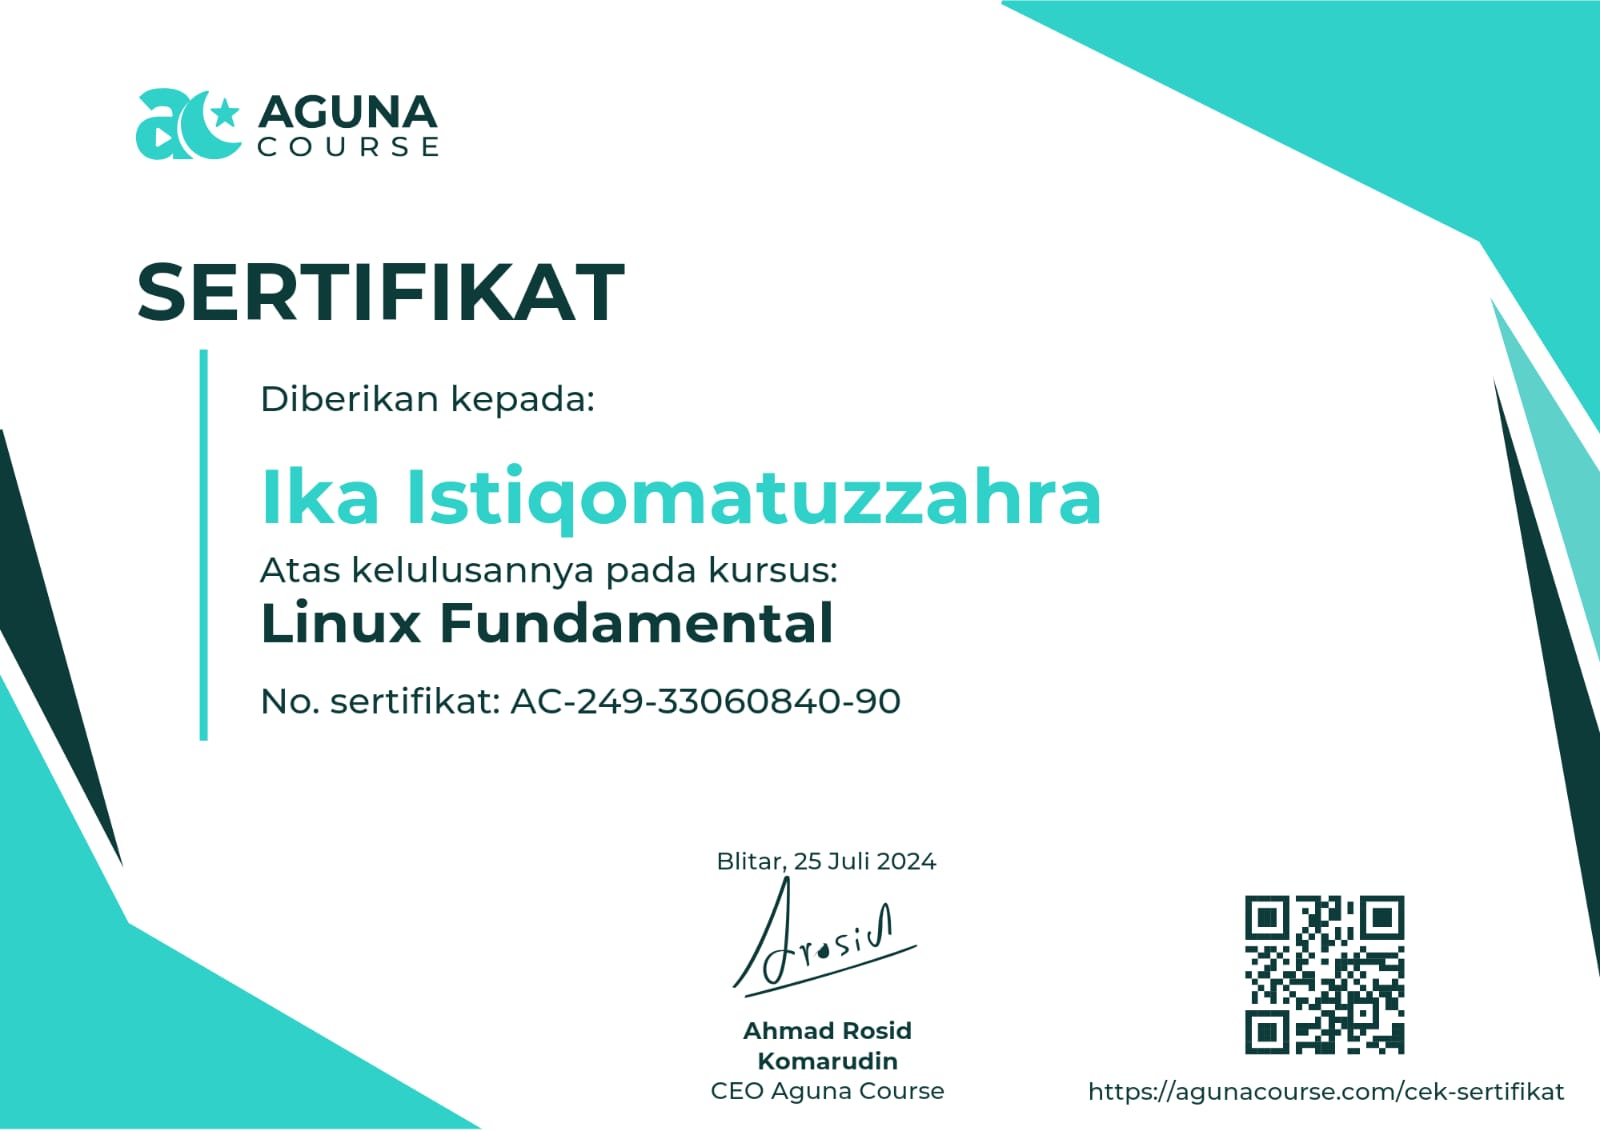 AGUNA
COURSE
SERTIFIKAT
Diberikan kepada:
Ika Istiqomatuzzahra
Atas kelulusannya pada kursus:
Linux Fundamental
No. sertifikat: AC-249-33060840-90
Blitar, 25 Juli 2024
Arosid
Ahmad Rosid
Komarudin
CEO Aguna Course
https://agunacourse.com/cek-sertifikat